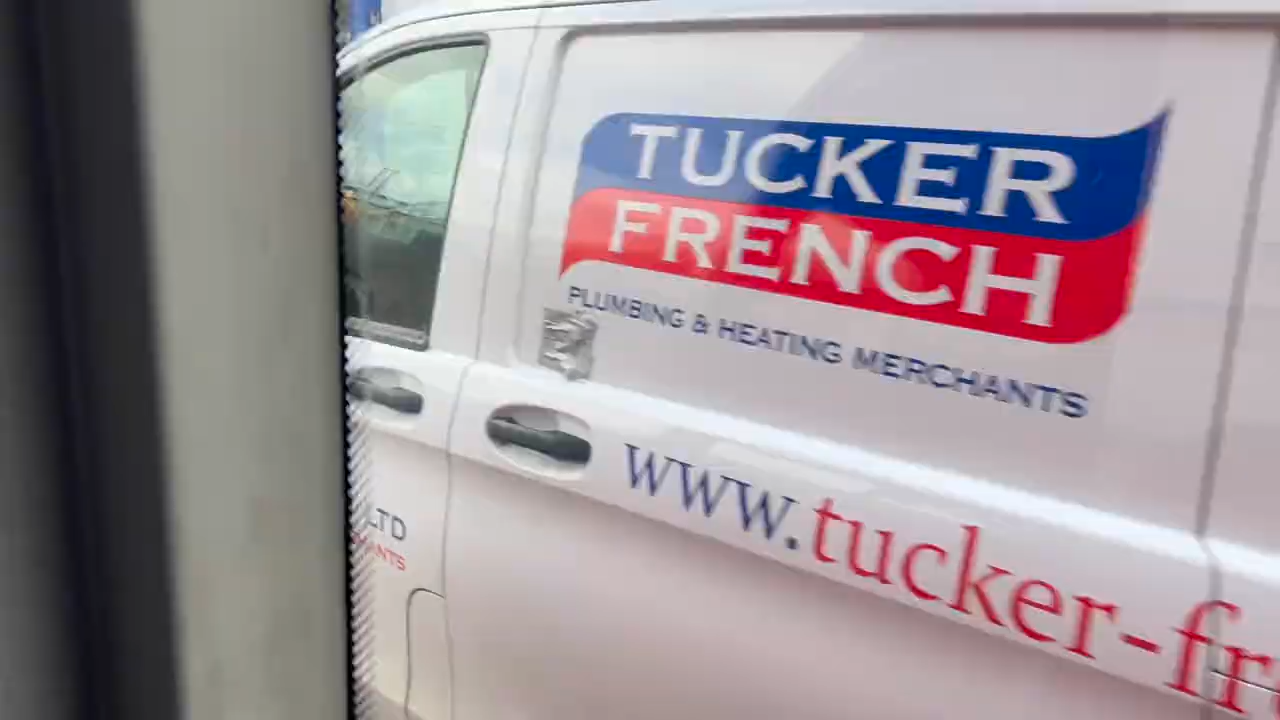 TUCKER
FRENCH
PLUMBING & HEATING MERCHANTS
www.tucker-fr
LTD